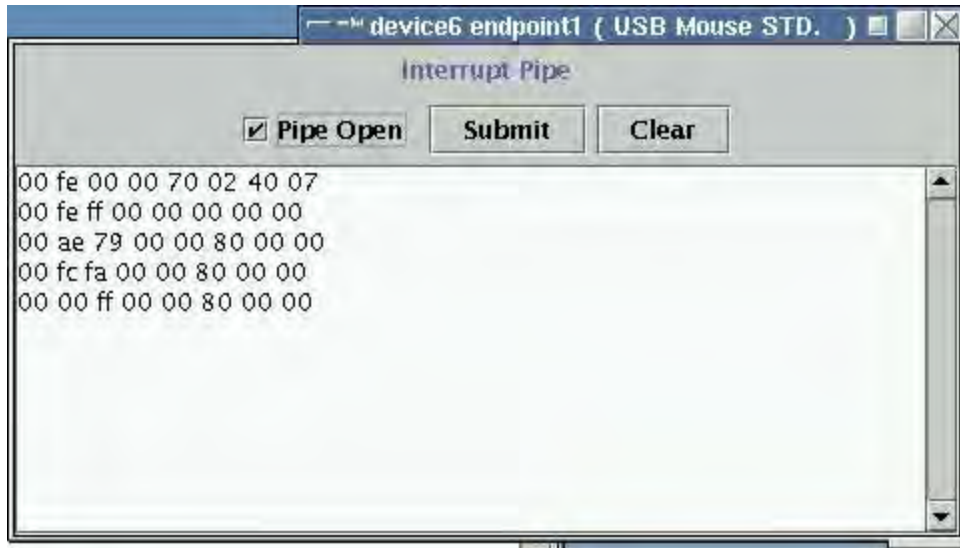 device6 endpoint1 ( USB Mouse STD. )
Interrupt Pipe
Pipe Open Submit Clear
00 fe 00 00 70 02 40 07
00 fe ff 00 00 00 00 00
00 ae 79 00 00 80 00 00
00 fc fa 00 00 80 00 00
00 00 ff 00 00 80 00 00